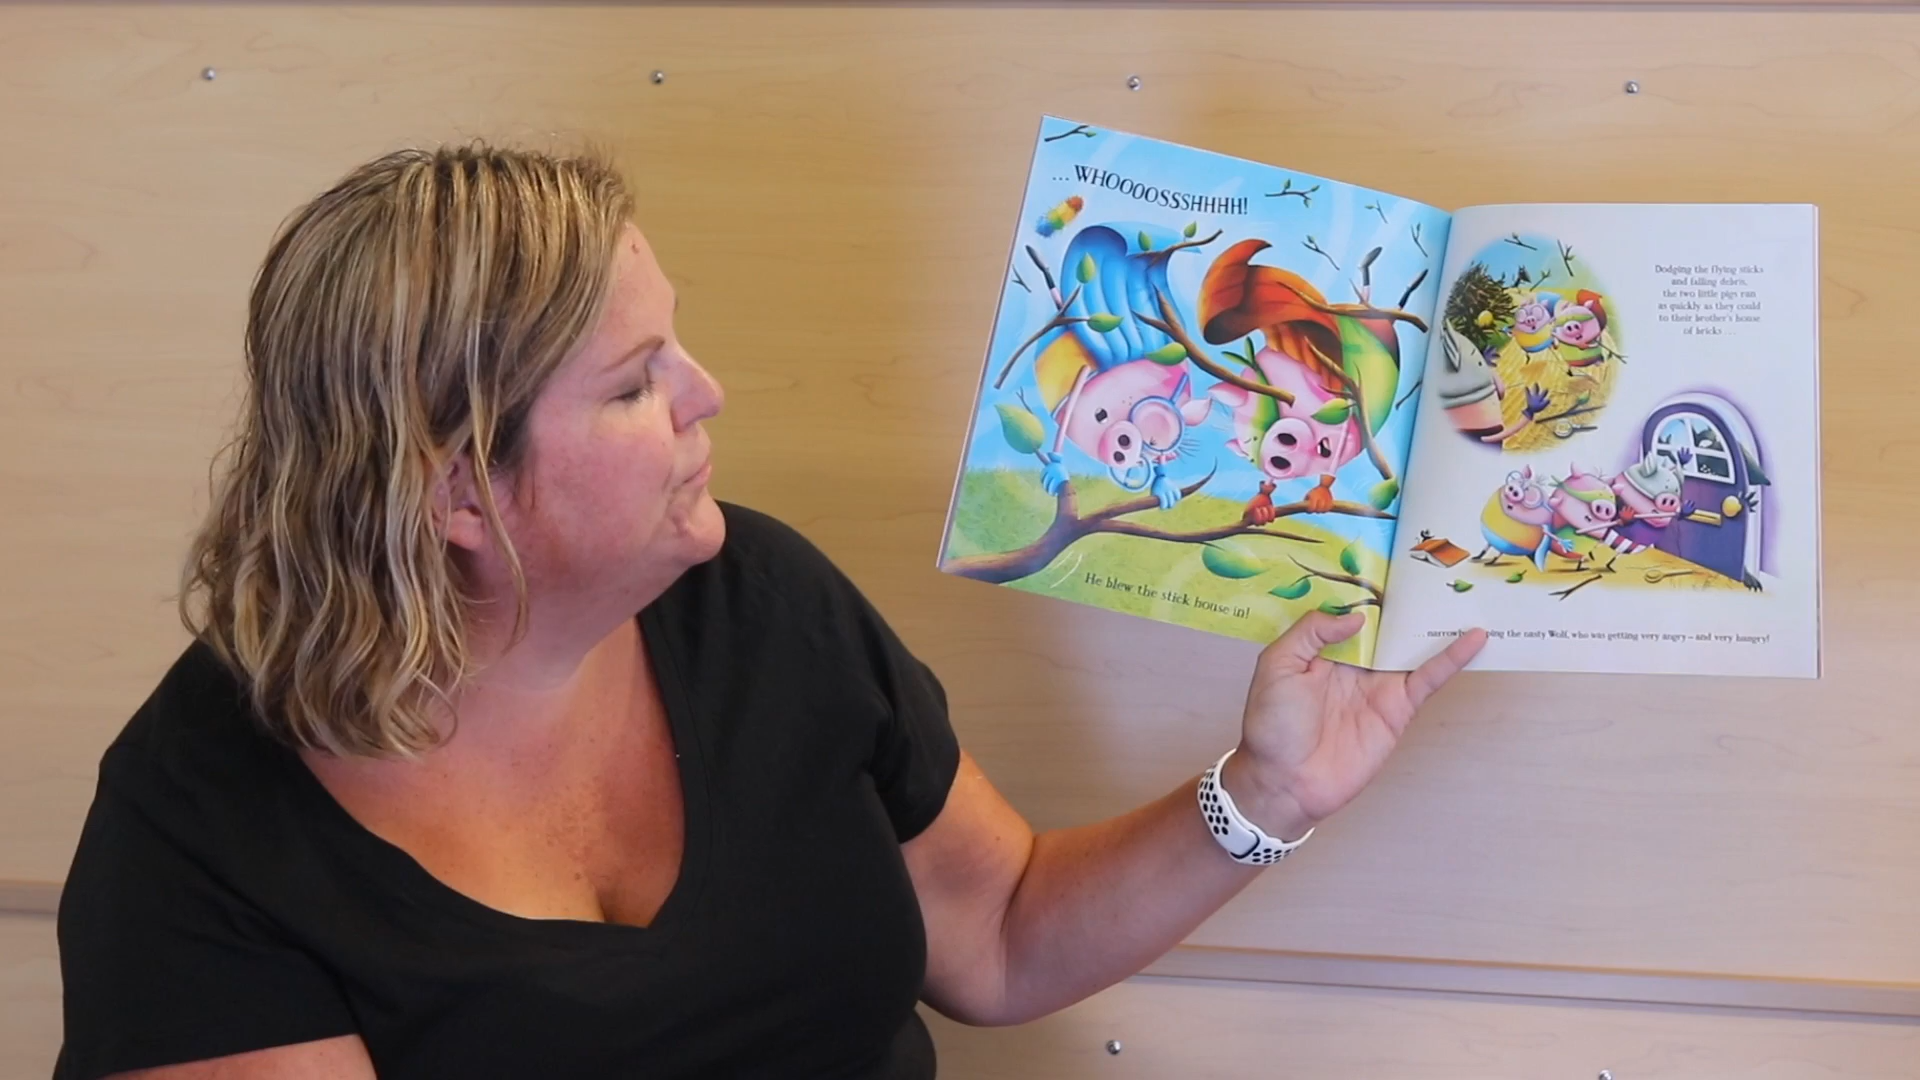 ... WHOOOOSSSHHHH!
He blew the stick house in!
Dodging the flying sticks
and falling debris,
the two little pigs ran
as quickly as they could
to their brother's house
of bricks ...
... narrowly the nasty Wolf, who was getting very angry – and very hungry!